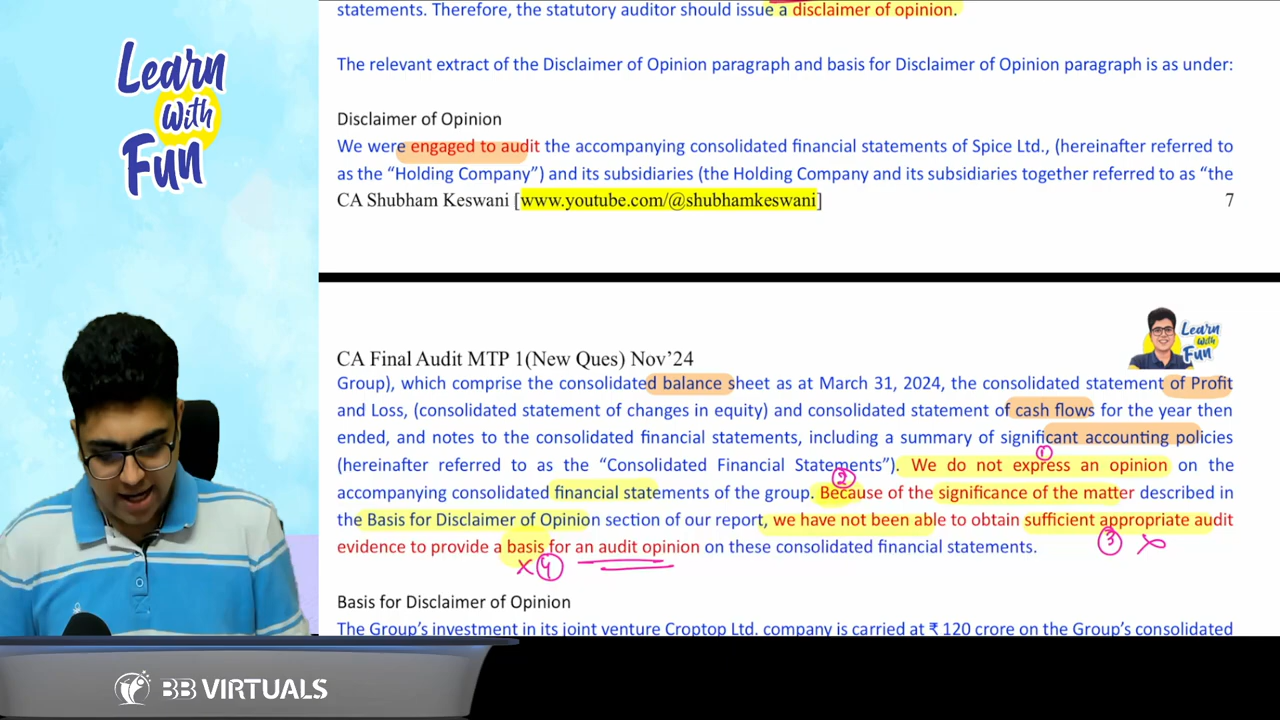 Learn
With
Fun
statements. Therefore, the statutory auditor should issue a disclaimer of opinion.
The relevant extract of the Disclaimer of Opinion paragraph and basis for Disclaimer of Opinion paragraph is as under:
Disclaimer of Opinion
We were engaged to audit the accompanying consolidated financial statements of Spice Ltd., (hereinafter referred to
as the “Holding Company”) and its subsidiaries (the Holding Company and its subsidiaries together referred to as “the
CA Shubham Keswani [www.youtube.com/@shubhamkeswani] 7
Learn
With
Fun
CA Final Audit MTP 1(New Ques) Nov’24
Group), which comprise the consolidated balance sheet as at March 31, 2024, the consolidated statement of Profit
and Loss, (consolidated statement of changes in equity) and consolidated statement of cash flows for the year then
ended, and notes to the consolidated financial statements, including a summary of significant accounting policies
1
(hereinafter referred to as the “Consolidated Financial Statements”). We do not express an opinion on the
2
accompanying consolidated financial statements of the group. Because of the significance of the matter described in
the Basis for Disclaimer of Opinion section of our report, we have not been able to obtain sufficient appropriate audit
evidence to provide a basis for an audit opinion on these consolidated financial statements.
3 x
x 4
Basis for Disclaimer of Opinion
The Group’s investment in its joint venture Croptop Ltd. company is carried at ₹ 120 crore on the Group’s consolidated
BB VIRTUALS